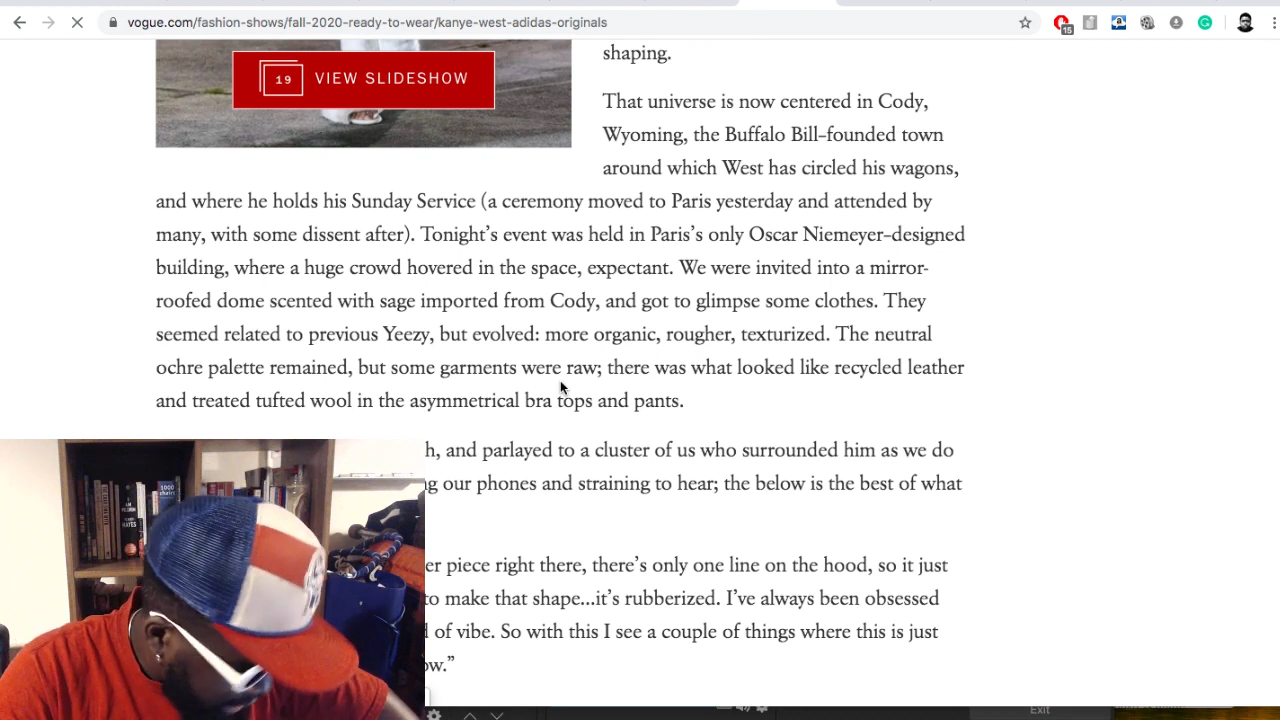 vogue.com/fashion-shows/fall-2020-ready-to-wear/kanye-west-adidas-originals
15
19 VIEW SLIDESHOW
shaping.
That universe is now centered in Cody,
Wyoming, the Buffalo Bill–founded town
around which West has circled his wagons,
and where he holds his Sunday Service (a ceremony moved to Paris yesterday and attended by
many, with some dissent after). Tonight’s event was held in Paris’s only Oscar Niemeyer–designed
building, where a huge crowd hovered in the space, expectant. We were invited into a mirror-
roofed dome scented with sage imported from Cody, and got to glimpse some clothes. They
seemed related to previous Yeezy, but evolved: more organic, rougher, texturized. The neutral
ochre palette remained, but some garments were raw; there was what looked like recycled leather
and treated tufted wool in the asymmetrical bra tops and pants.
h, and parlayed to a cluster of us who surrounded him as we do
ng our phones and straining to hear; the below is the best of what
er piece right there, there’s only one line on the hood, so it just
to make that shape...it’s rubberized. I’ve always been obsessed
d of vibe. So with this I see a couple of things where this is just
ow.”
Exit